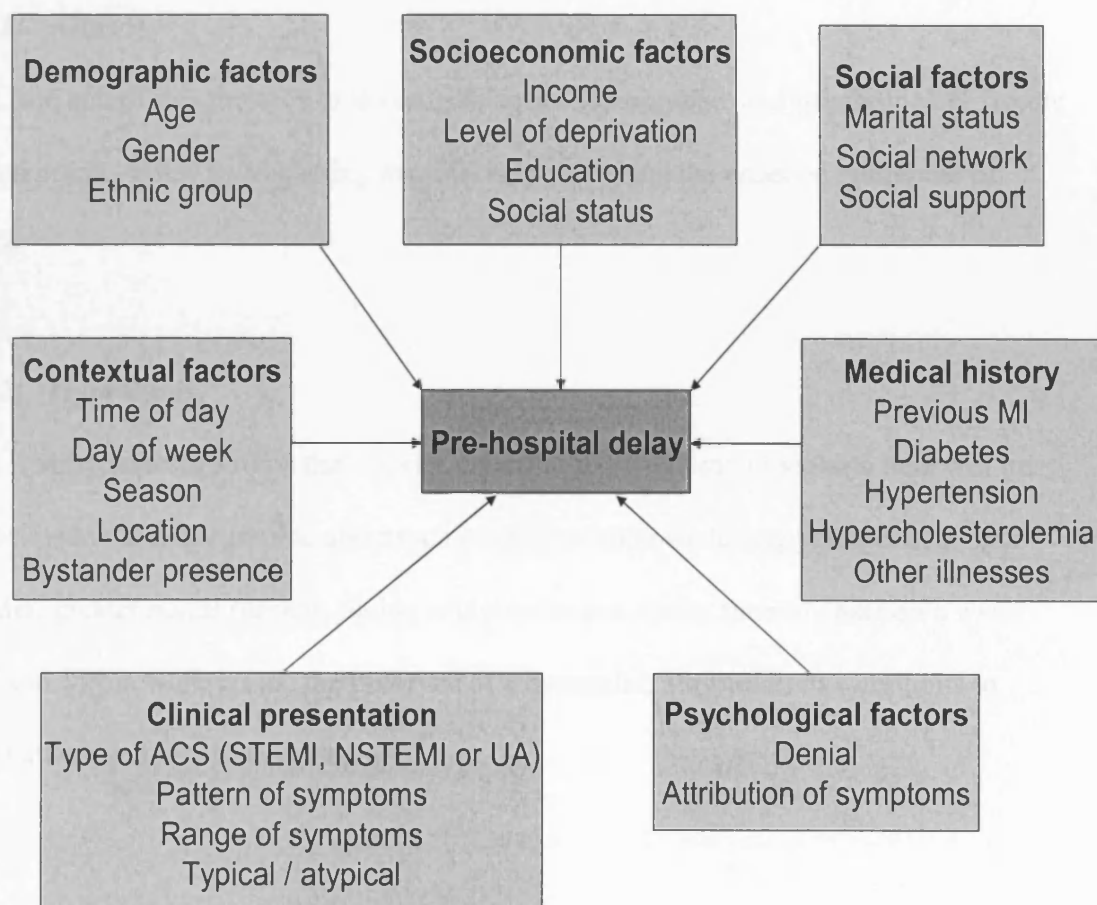 Demographic factors
Age
Gender
Ethnic group
Socioeconomic factors
Income
Level of deprivation
Education
Social status
Social factors
Marital status
Social network
Social support
Contextual factors
Time of day
Day of week
Season
Location
Bystander presence
Pre-hospital delay
Medical history
Previous MI
Diabetes
Hypertension
Hypercholesterolemia
Other illnesses
Clinical presentation
Type of ACS (STEMI, NSTEMI or UA)
Pattern of symptoms
Range of symptoms
Typical / atypical
Psychological factors
Denial
Attribution of symptoms